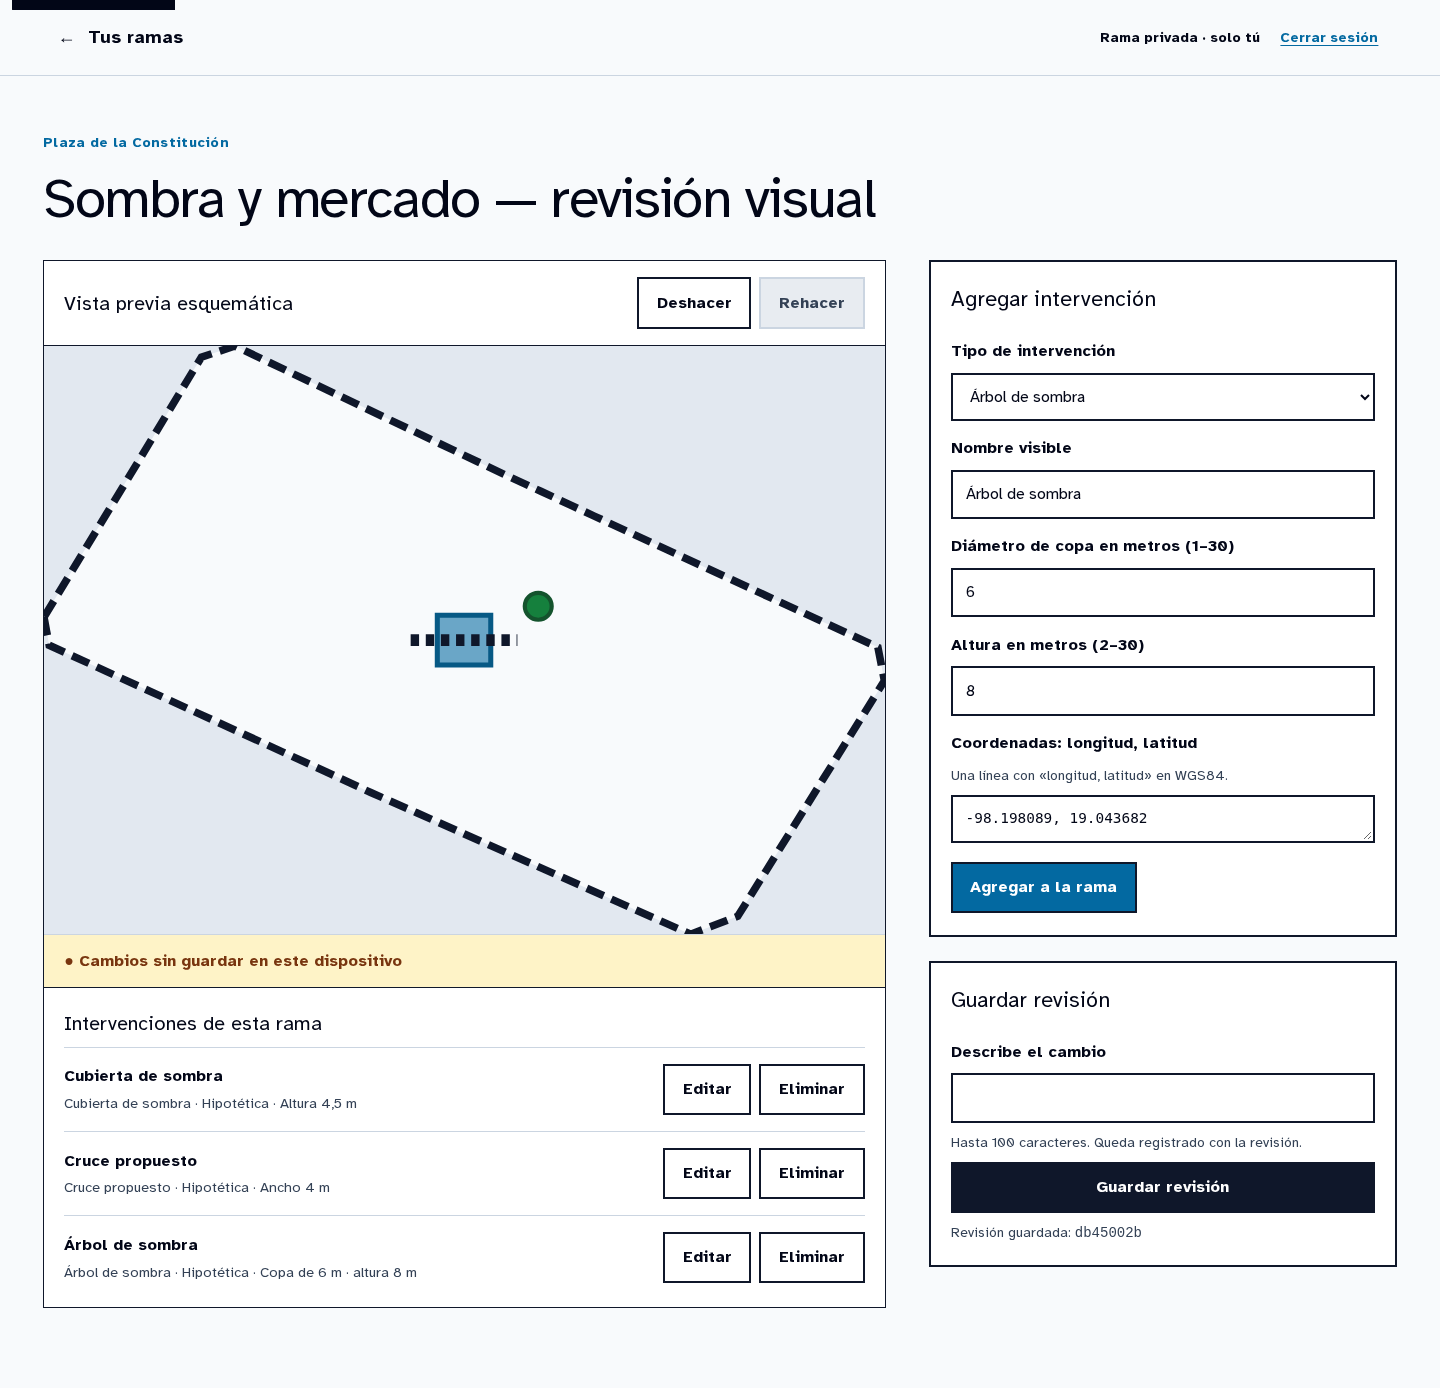 ← Tus ramas
Rama privada · solo tú
Cerrar sesión
Plaza de la Constitución
Sombra y mercado — revisión visual
Vista previa esquemática
Deshacer
Rehacer
● Cambios sin guardar en este dispositivo
Intervenciones de esta rama
Cubierta de sombra
Cubierta de sombra · Hipotética · Altura 4,5 m
Editar
Eliminar
Cruce propuesto
Cruce propuesto · Hipotética · Ancho 4 m
Editar
Eliminar
Árbol de sombra
Árbol de sombra · Hipotética · Copa de 6 m · altura 8 m
Editar
Eliminar
Agregar intervención
Tipo de intervención
Árbol de sombra
Nombre visible
Árbol de sombra
Diámetro de copa en metros (1–30)
6
Altura en metros (2–30)
8
Coordenadas: longitud, latitud
Una línea con «longitud, latitud» en WGS84.
-98.198089, 19.043682
Agregar a la rama
Guardar revisión
Describe el cambio
Hasta 100 caracteres. Queda registrado con la revisión.
Guardar revisión
Revisión guardada: db45002b